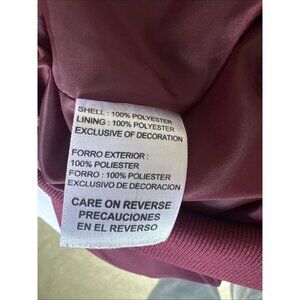 SHELL : 100% POLYESTER
LINING : 100% POLYESTER
EXCLUSIVE OF DECORATION
FORRO EXTERIOR :
100% POLIESTER
FORRO : 100% POLIESTER
EXCLUSIVO DE DECORACION
CARE ON REVERSE
PRECAUCIONES
EN EL REVERSO